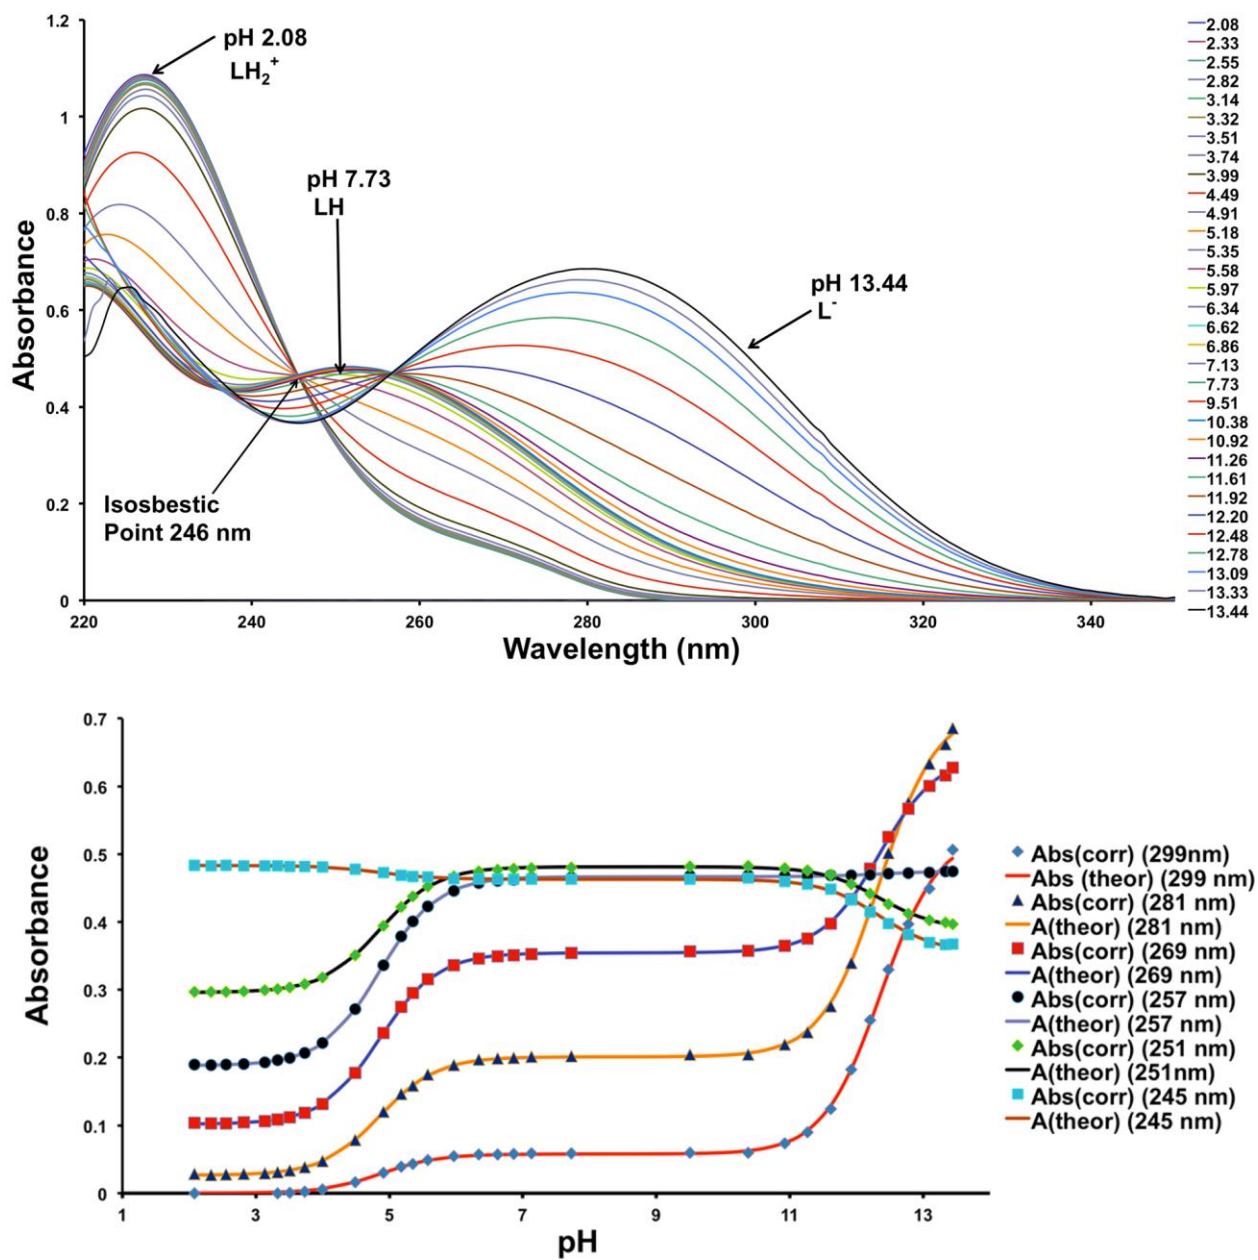 1.2
1
0.8
0.6
0.4
0.2
0
Absorbance
pH 2.08
LH2+
pH 7.73
LH
pH 13.44
L-
Isosbestic
Point 246 nm
220
240
260
280
300
320
340
Wavelength (nm)
2.08
2.33
2.55
2.82
3.14
3.32
3.51
3.74
3.99
4.49
4.91
5.18
5.35
5.58
5.97
6.34
6.62
6.86
7.13
7.73
9.51
10.38
10.92
11.26
11.61
11.92
12.20
12.48
12.78
13.09
13.33
13.44
0.7
0.6
0.5
0.4
0.3
0.2
0.1
0
Absorbance
1
3
5
7
9
11
13
pH
Abs(corr) (299nm)
Abs (theor) (299 nm)
Abs(corr) (281 nm)
A(theor) (281 nm)
Abs(corr) (269 nm)
A(theor) (269 nm)
Abs(corr) (257 nm)
A(theor) (257 nm)
Abs(corr) (251 nm)
A(theor) (251nm)
Abs(corr) (245 nm)
A(theor) (245 nm)